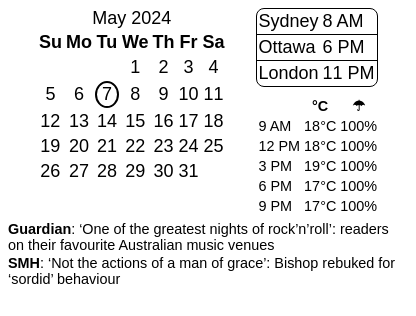 May 2024
Su Mo Tu We Th Fr Sa
1 2 3 4
5 6 7 8 9 10 11
12 13 14 15 16 17 18
19 20 21 22 23 24 25
26 27 28 29 30 31
Sydney 8 AM
Ottawa 6 PM
London 11 PM
°C ☂
9 AM 18°C 100%
12 PM 18°C 100%
3 PM 19°C 100%
6 PM 17°C 100%
9 PM 17°C 100%
Guardian: ‘One of the greatest nights of rock’n’roll’: readers
on their favourite Australian music venues
SMH: ‘Not the actions of a man of grace’: Bishop rebuked for
‘sordid’ behaviour